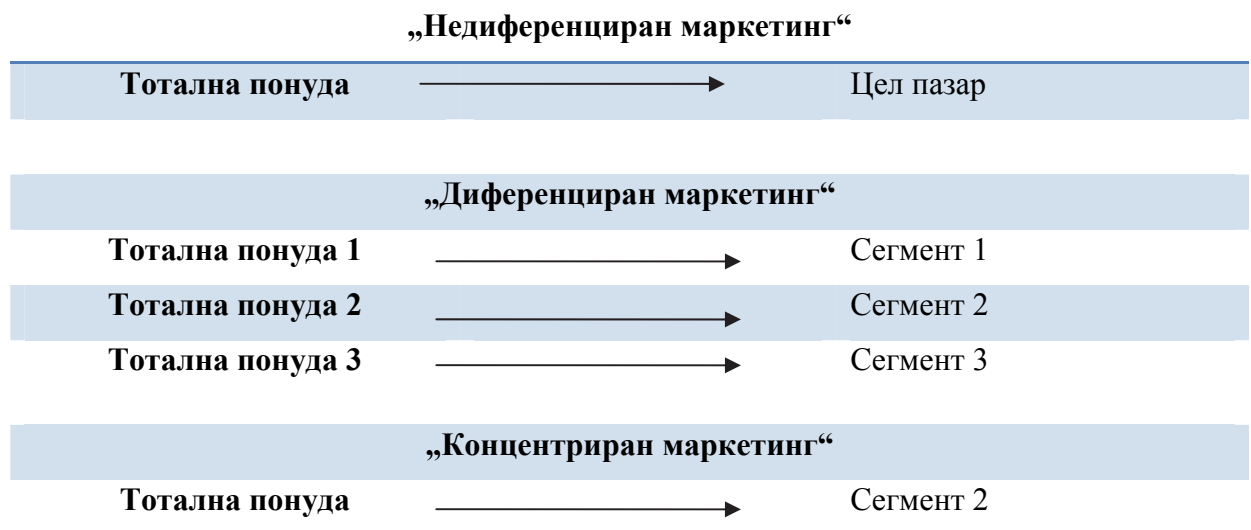 „Недиференциран маркетинг“
Тотална понуда Цел пазар
„Диференциран маркетинг“
Тотална понуда 1 Сегмент 1
Тотална понуда 2 Сегмент 2
Тотална понуда 3 Сегмент 3
„Концентриран маркетинг“
Тотална понуда Сегмент 2